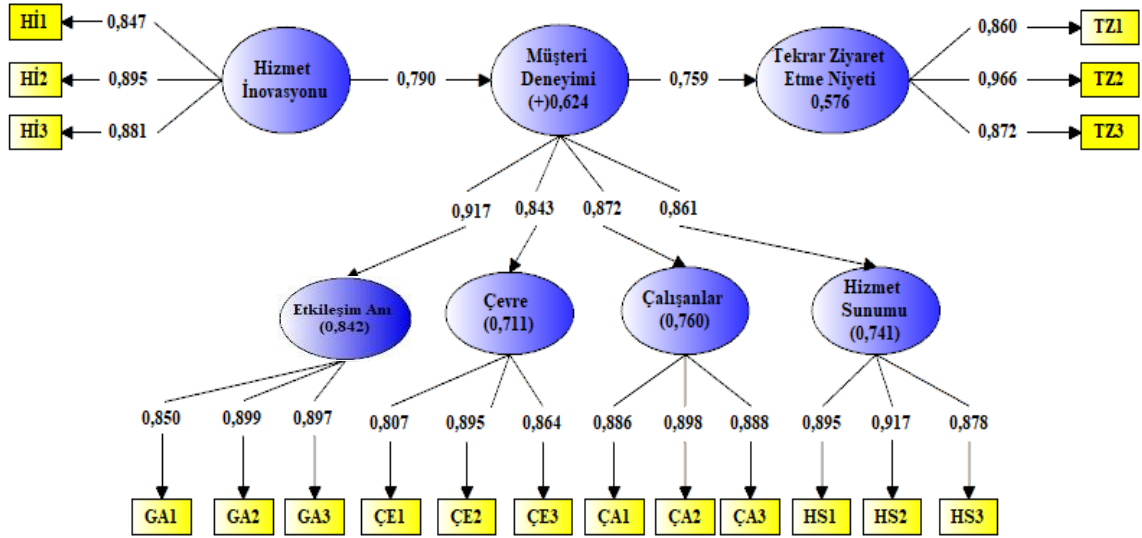 Hİ1
0,847
Hİ2
0,895
Hİ3
0,881
Hizmet
İnovasyonu
0,790
Müşteri
Deneyimi
(+)0,624
0,759
Tekrar Ziyaret
Etme Niyeti
0,576
0,860
TZ1
0,966
TZ2
0,872
TZ3
0,917
0,843
0,872
0,861
Etkileşim Anı
(0,842)
Çevre
(0,711)
Çalışanlar
(0,760)
Hizmet
Sunumu
(0,741)
0,850
0,899
0,897
0,807
0,895
0,864
0,886
0,898
0,888
0,895
0,917
0,878
GA1
GA2
GA3
ÇE1
ÇE2
ÇE3
ÇA1
ÇA2
ÇA3
HS1
HS2
HS3